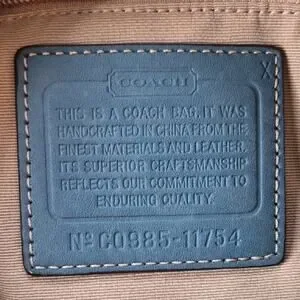 COACH
X
THIS IS A COACH BAG. IT WAS
HANDCRAFTED IN CHINA FROM THE
FINEST MATERIALS AND LEATHER.
ITS SUPERIOR CRAFTSMANSHIP
REFLECTS OUR COMMITMENT TO
ENDURING QUALITY.
Nº C0985-11754